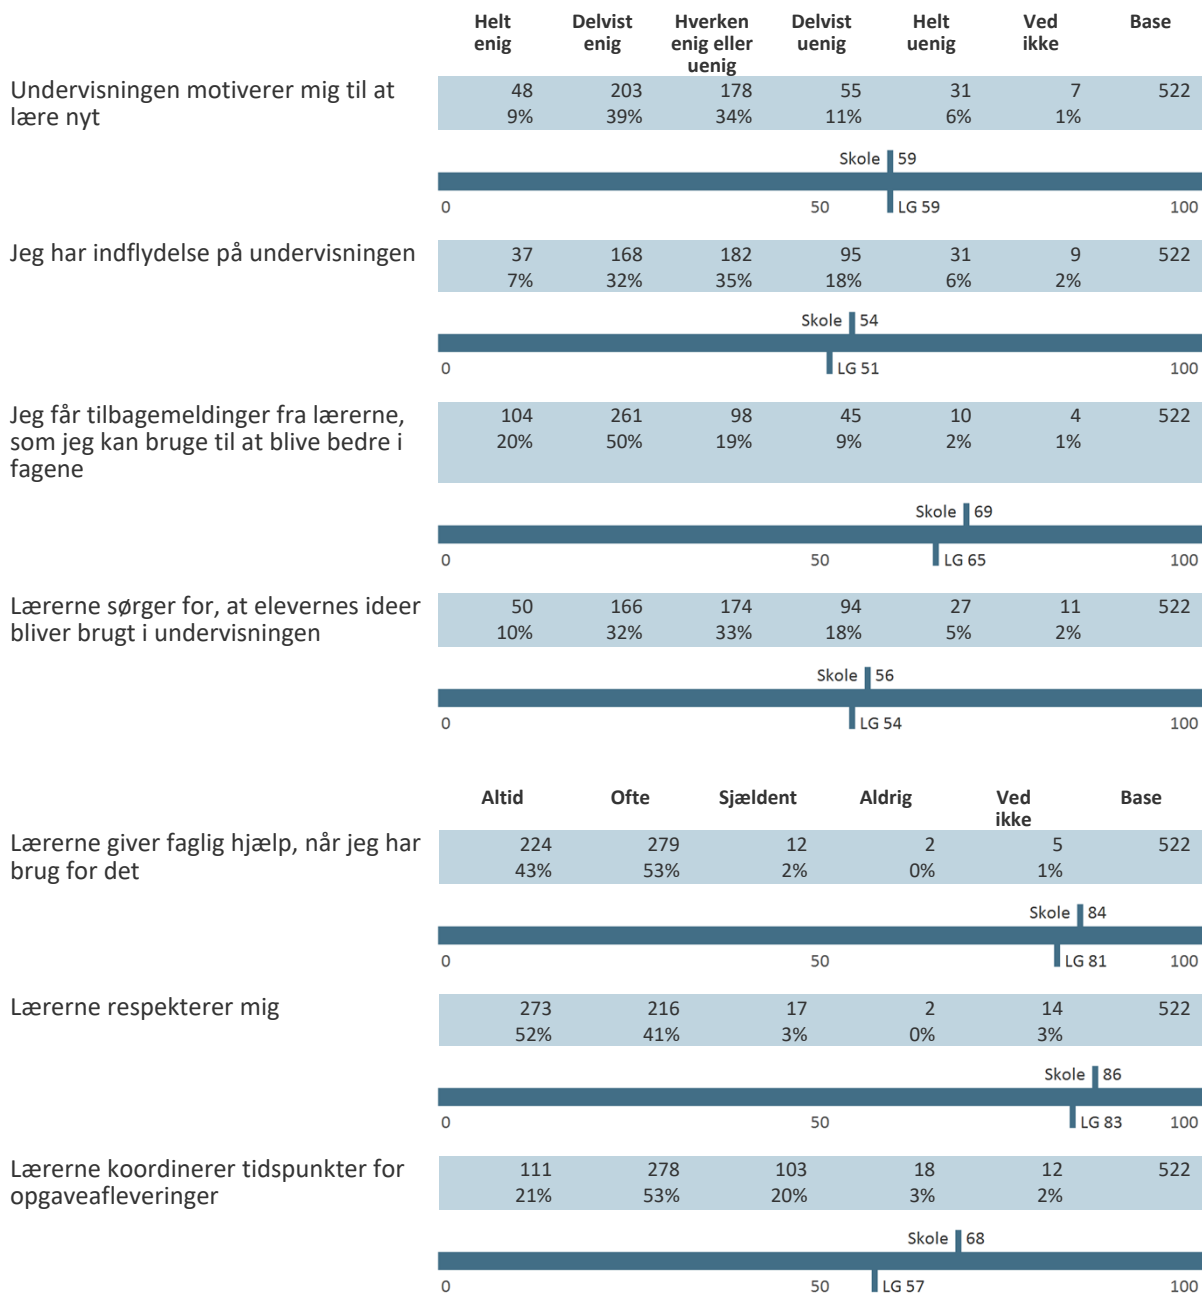 Helt enig Delvist enig Hverken enig eller uenig Delvist uenig Helt uenig Ved ikke Base
Undervisningen motiverer mig til at
lære nyt
48 203 178 55 31 7 522
9% 39% 34% 11% 6% 1%
Skole 59
0 50 LG 59 100
Jeg har indflydelse på undervisningen
37 168 182 95 31 9 522
7% 32% 35% 18% 6% 2%
Skole 54
0 LG 51 100
Jeg får tilbagemeldinger fra lærerne,
som jeg kan bruge til at blive bedre i
fagene
104 261 98 45 10 4 522
20% 50% 19% 9% 2% 1%
Skole 69
0 50 LG 65 100
Lærerne sørger for, at elevernes ideer
bliver brugt i undervisningen
50 166 174 94 27 11 522
10% 32% 33% 18% 5% 2%
Skole 56
0 LG 54 100
Altid Ofte Sjældent Aldrig Ved ikke Base
Lærerne giver faglig hjælp, når jeg har
brug for det
224 279 12 2 5 522
43% 53% 2% 0% 1%
Skole 84
0 50 LG 81 100
Lærerne respekterer mig
273 216 17 2 14 522
52% 41% 3% 0% 3%
Skole 86
0 50 LG 83 100
Lærerne koordinerer tidspunkter for
opgaveafleveringer
111 278 103 18 12 522
21% 53% 20% 3% 2%
Skole 68
0 50 LG 57 100